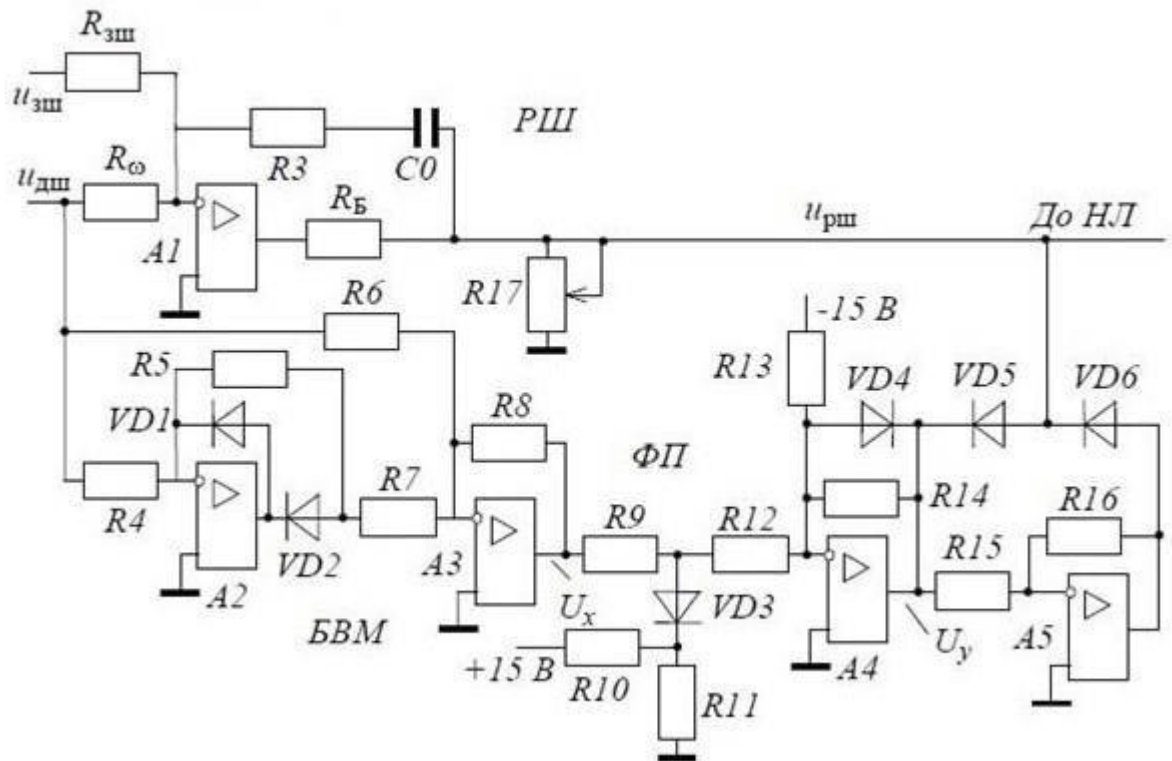 Rзш
uзш
РШ
R3
C0
Rω
uдш
RБ
uрш
До НЛ
A1
R6
R17
-15 В
R5
R13
VD4
VD5
VD6
VD1
R8
ФП
R4
R7
R9
R12
R14
R16
R15
VD2
A3
A2
Ux
VD3
Uy
A5
БВМ
+15 В
R10
A4
R11